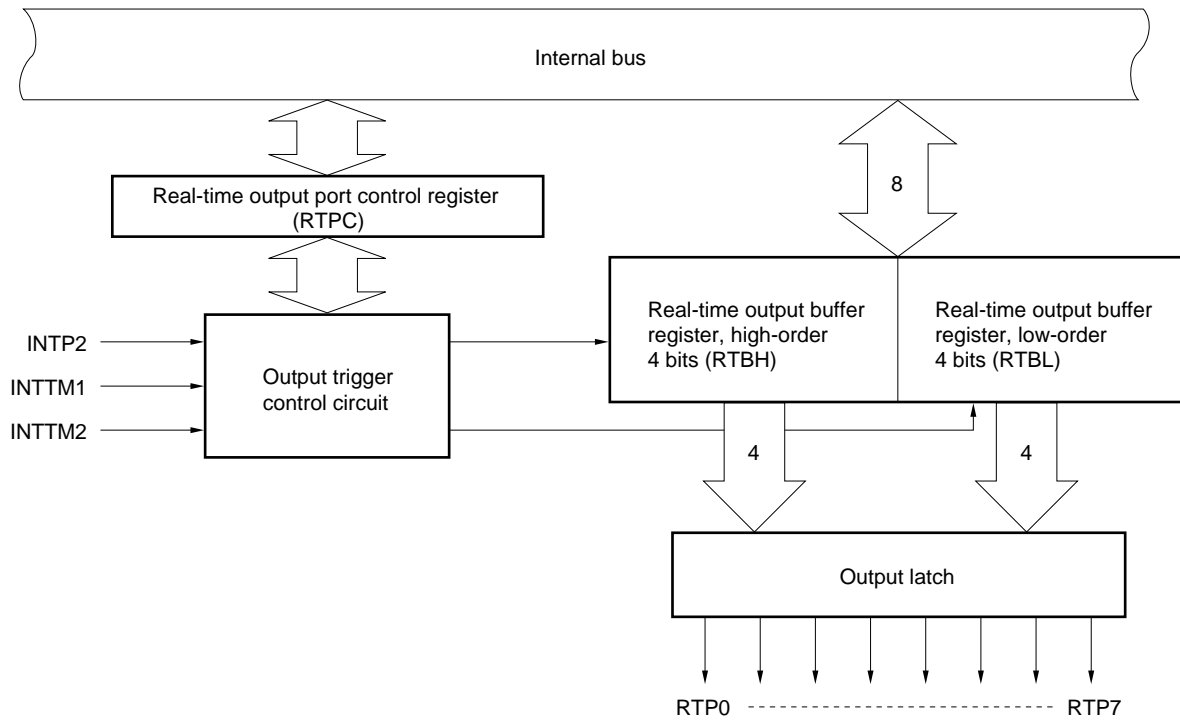 Internal bus
Real-time output port control register
(RTPC)
8
Real-time output buffer
register, high-order
4 bits (RTBH)
Real-time output buffer
register, low-order
4 bits (RTBL)
INTP2
INTTM1
INTTM2
Output trigger
control circuit
4
4
Output latch
RTP0
RTP7